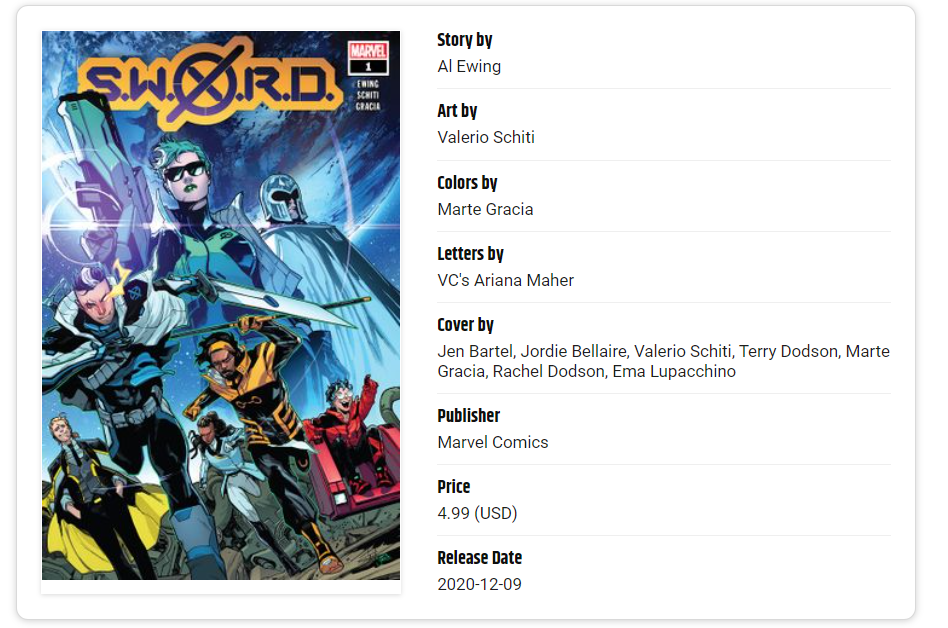 S.W.O.R.D.
MARVEL
1
EWING
SCHITI
GRACIA
Story by
Al Ewing
Art by
Valerio Schiti
Colors by
Marte Gracia
Letters by
VC's Ariana Maher
Cover by
Jen Bartel, Jordie Bellaire, Valerio Schiti, Terry Dodson, Marte
Gracia, Rachel Dodson, Ema Lupacchino
Publisher
Marvel Comics
Price
4.99 (USD)
Release Date
2020-12-09